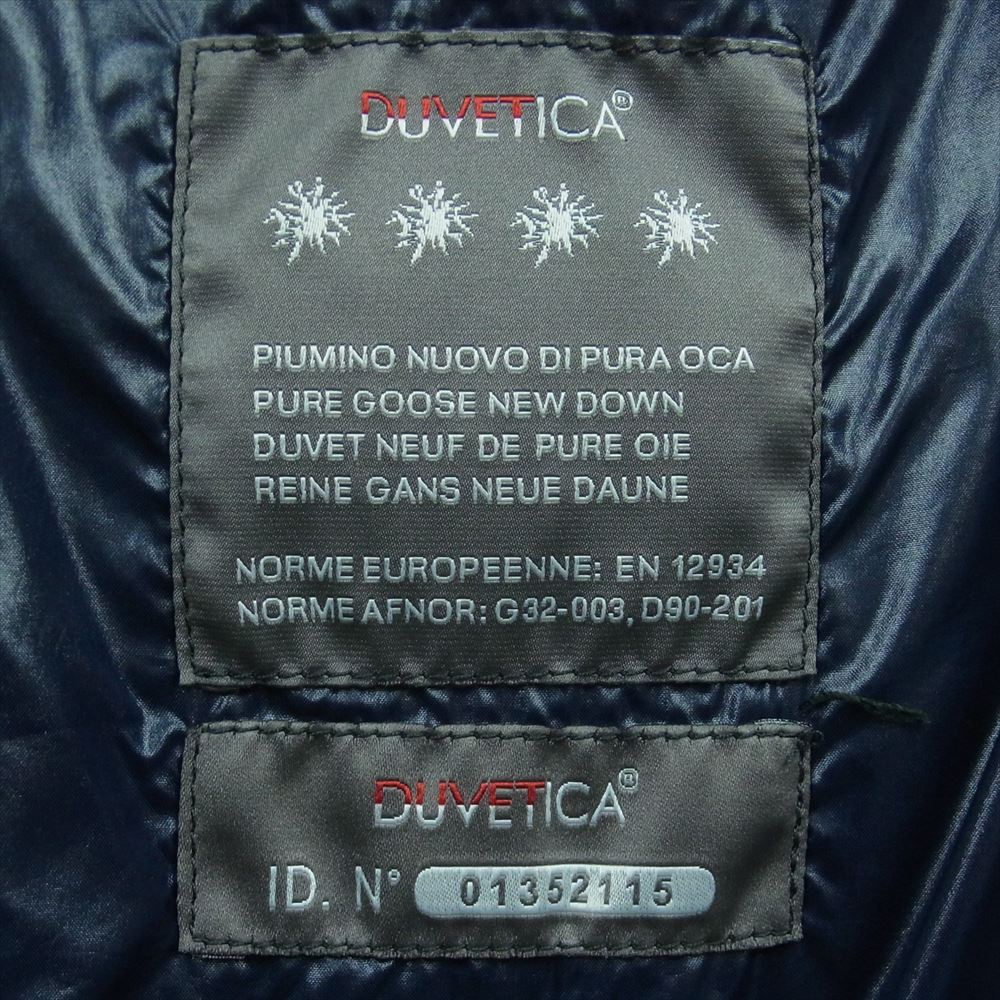 DUVETICA®
PIUMINO NUOVO DI PURA OCA
PURE GOOSE NEW DOWN
DUVET NEUF DE PURE OIE
REINE GANS NEUE DAUNE
NORME EUROPEENNE: EN 12934
NORME AFNOR: G32-003, D90-201
DUVETICA®
ID. N° 01352115